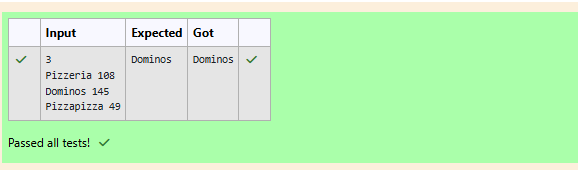 Input Expected Got
3 Dominos Dominos
Pizzeria 108
Dominos 145
Pizzapizza 49
Passed all tests!